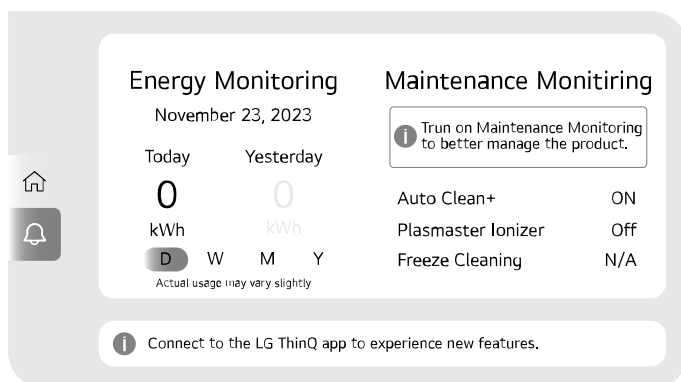 Energy Monitoring
November 23, 2023
Today Yesterday
0 0
kWh kWh
D W M Y
Actual usage may vary slightly
Maintenance Monitiring
Trun on Maintenance Monitoring
to better manage the product.
Auto Clean+ ON
Plasmaster Ionizer Off
Freeze Cleaning N/A
Connect to the LG ThinQ app to experience new features.